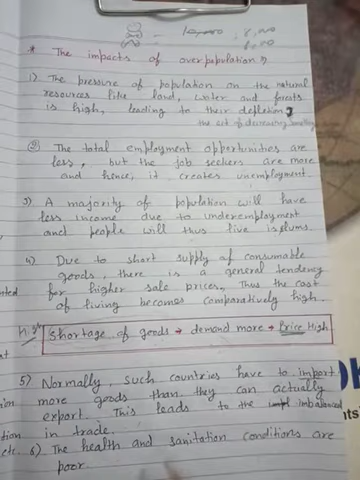 * The impacts of overpopulation :-
1) The pressure of population on the natural
resources like land, water and forests
is high, leading to their depletion
the act of decreasing
2) The total employment opportunities are
less, but the job seekers are more
and hence, it creates unemployment.
3) A majority of population will have
less income due to underemployment
and people will thus live in slums.
4) Due to short supply of consumable
goods, there is a general tendency
for higher sale prices, Thus the cost
of living becomes comparatively high.
Shortage of goods → demand more → Price High
5) Normally, such countries have to import
more goods than they can actually
export. This leads to the imbalanced
in trade.
6) The health and sanitation conditions are
poor.